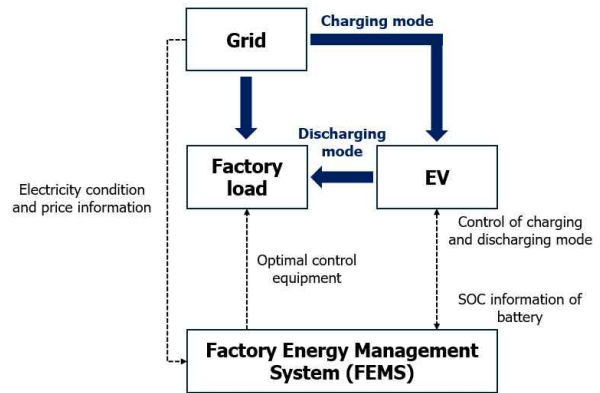 Charging mode
Grid
Discharging
mode
Factory
load
EV
Electricity condition
and price information
Control of charging
and discharging mode
Optimal control
equipment
SOC information of
battery
Factory Energy Management
System (FEMS)